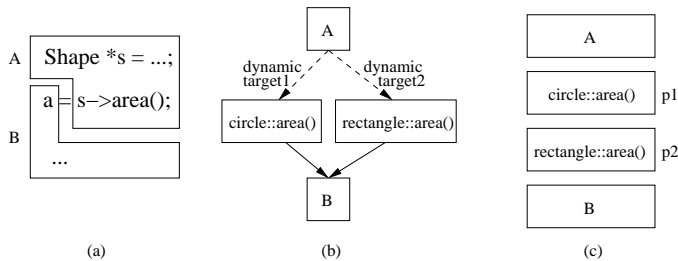 A
Shape *s = ...;
a = s->area();
B
...
(a)
A
dynamic
target1
dynamic
target2
circle::area()
rectangle::area()
B
(b)
A
circle::area()
p1
rectangle::area()
p2
B
(c)